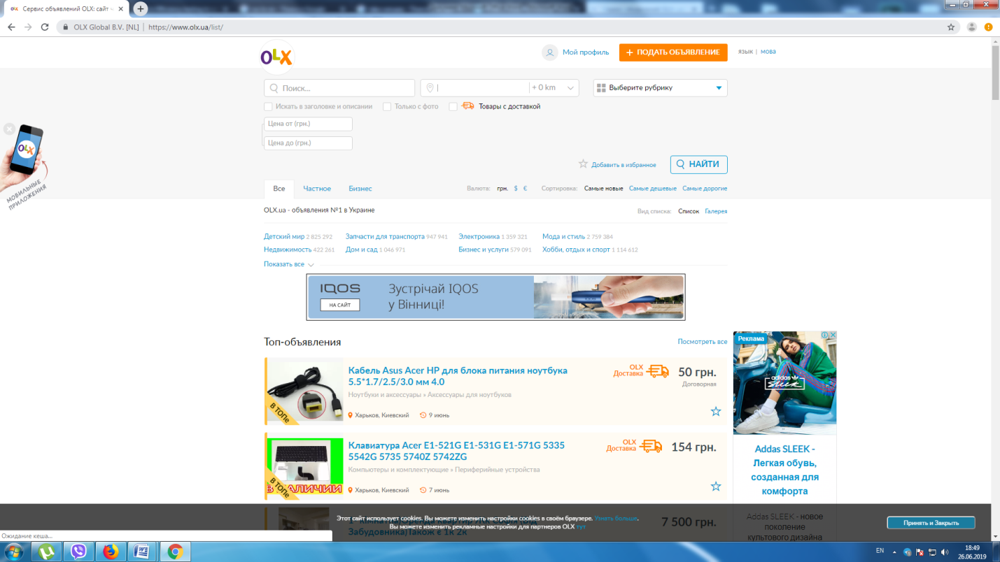 OLX Сервис объявлений OLX: сайт ч
OLX Global B.V. [NL] | https://www.olx.ua/list/
OLX
Мой профиль
+ ПОДАТЬ ОБЪЯВЛЕНИЕ
язык | мова
Поиск...
+ 0 km
Выберите рубрику
Искать в заголовке и описании
Только с фото
Товары с доставкой
Цена от (грн.)
Цена до (грн.)
OLX
МОБИЛЬНЫЕ
ПРИЛОЖЕНИЯ
Добавить в избранное
НАЙТИ
Все
Частное
Бизнес
Валюта: грн. $ €
Сортировка: Самые новые Самые дешевые Самые дорогие
OLX.ua - объявления №1 в Украине
Вид списка: Список Галерея
Детский мир 2 825 292 Запчасти для транспорта 947 941 Электроника 1 359 321 Мода и стиль 2 759 384
Недвижимость 422 261 Дом и сад 1 046 971 Бизнес и услуги 579 091 Хобби, отдых и спорт 1 114 612
Показать все
IQOS
НА САЙТ
Зустрічай IQOS
у Вінниці!
Топ-объявления
Посмотреть все
В ТОПе
Кабель Asus Acer HP для блока питания ноутбука
5.5*1.7/2.5/3.0 мм 4.0
Ноутбуки и аксессуары » Аксессуары для ноутбуков
Харьков, Киевский 9 июнь
OLX
Доставка
50 грн.
Договорная
В НАЛИЧИИ
В ТОПе
Клавиатура Acer E1-521G E1-531G E1-571G 5335
5542G 5735 5740Z 5742ZG
Компьютеры и комплектующие » Периферийные устройства
Харьков, Киевский 7 июнь
OLX
Доставка
154 грн.
Реклама
adidas
sleek
Addas SLEEK -
Легкая обувь,
созданная для
комфорта
Addas SLEEK - новое
поколение
культового дизайна
Забудовника)Також є 1к 2к
7 500 грн.
Этот сайт использует cookies. Вы можете изменить настройки cookies в своём браузере. Узнать больше.
Вы можете изменить рекламные настройки для партнеров OLX тут
Принять и Закрыть
Ожидание кеша...
EN
18:49
26.06.2019